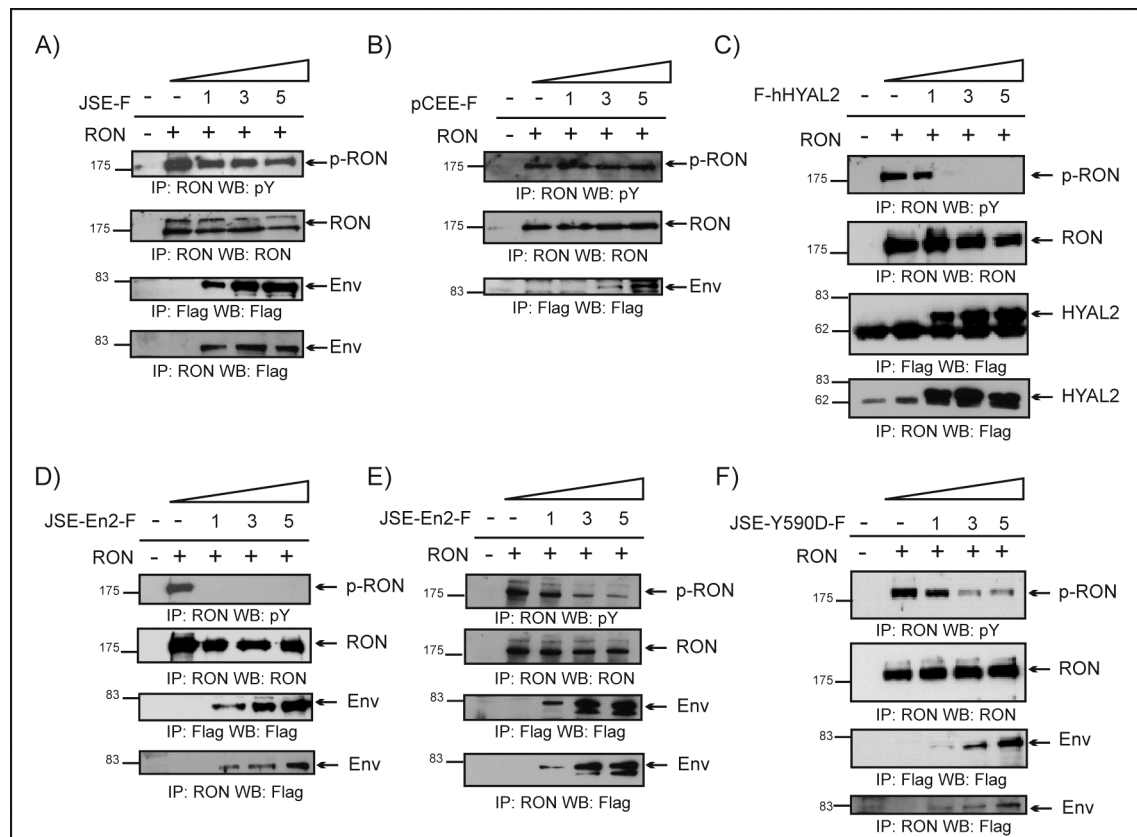 A)
JSE-F - - 1 3 5
RON - + + + +
175 p-RON
IP: RON WB: pY
175 RON
IP: RON WB: RON
83 Env
IP: Flag WB: Flag
83 Env
IP: RON WB: Flag
B)
pCEE-F - - 1 3 5
RON - + + + +
175 p-RON
IP: RON WB: pY
175 RON
IP: RON WB: RON
83 Env
IP: Flag WB: Flag
C)
F-hHYAL2 - - 1 3 5
RON - + + + +
175 p-RON
IP: RON WB: pY
175 RON
IP: RON WB: RON
83
62 HYAL2
IP: Flag WB: Flag
83
62 HYAL2
IP: RON WB: Flag
D)
JSE-En2-F - - 1 3 5
RON - + + + +
175 p-RON
IP: RON WB: pY
175 RON
IP: RON WB: RON
83 Env
IP: Flag WB: Flag
83 Env
IP: RON WB: Flag
E)
JSE-En2-F - - 1 3 5
RON - + + + +
175 p-RON
IP: RON WB: pY
175 RON
IP: RON WB: RON
83 Env
IP: Flag WB: Flag
83 Env
IP: RON WB: Flag
F)
JSE-Y590D-F - - 1 3 5
RON - + + + +
175 p-RON
IP: RON WB: pY
175 RON
IP: RON WB: RON
83 Env
IP: Flag WB: Flag
83 Env
IP: RON WB: Flag